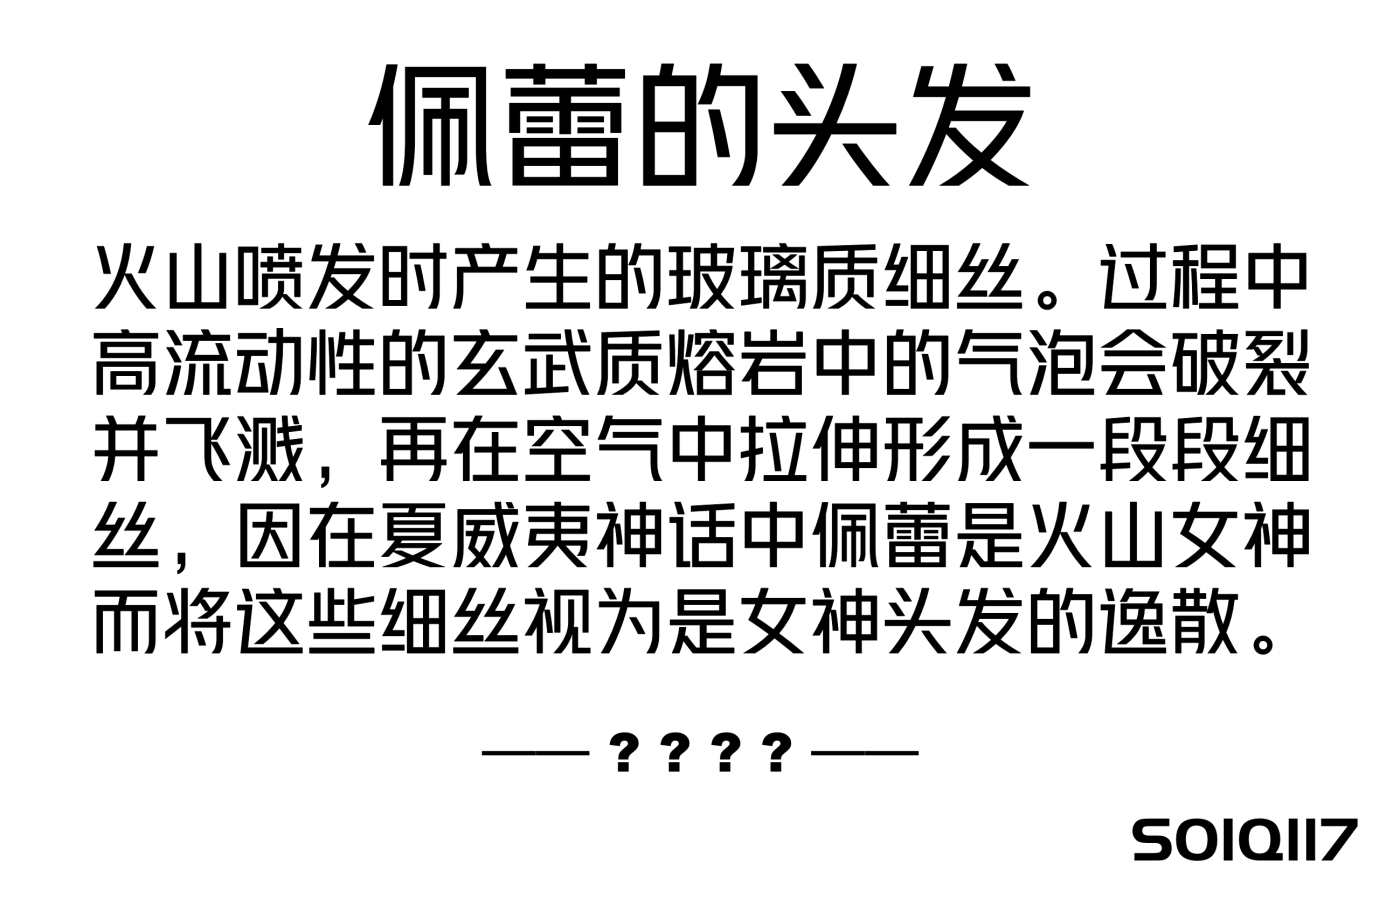 佩蕾的头发
火山喷发时产生的玻璃质细丝。过程中
高流动性的玄武质熔岩中的气泡会破裂
并飞溅，再在空气中拉伸形成一段段细
丝，因在夏威夷神话中佩蕾是火山女神
而将这些细丝视为是女神头发的逸散。
——？？？？——
S01Q117